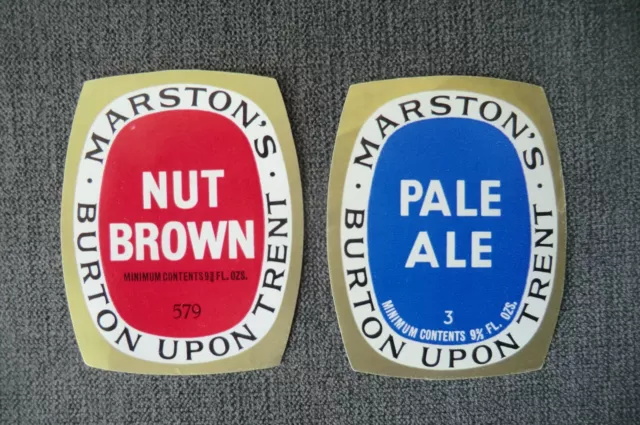 · MARSTON'S ·
BURTON UPON TRENT
NUT
BROWN
MINIMUM CONTENTS 9⅔ FL. OZS.
579
· MARSTON'S ·
BURTON UPON TRENT
PALE
ALE
3
MINIMUM CONTENTS 9⅔ FL. OZS.